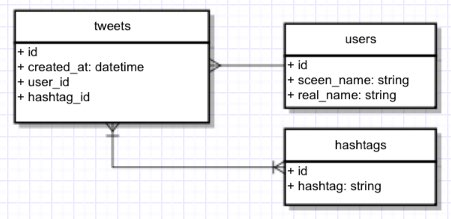 tweets
+ id
+ created_at: datetime
+ user_id
+ hashtag_id
users
+ id
+ sceen_name: string
+ real_name: string
hashtags
+ id
+ hashtag: string